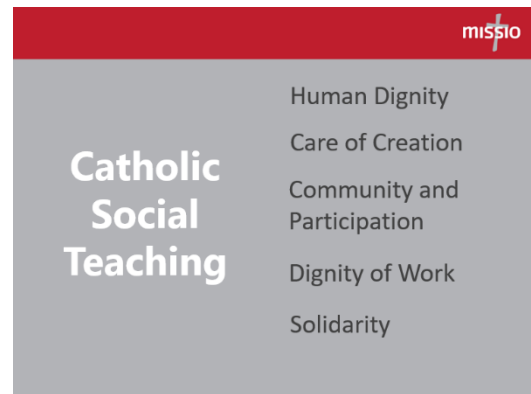 missio
Catholic
Social
Teaching
Human Dignity
Care of Creation
Community and
Participation
Dignity of Work
Solidarity